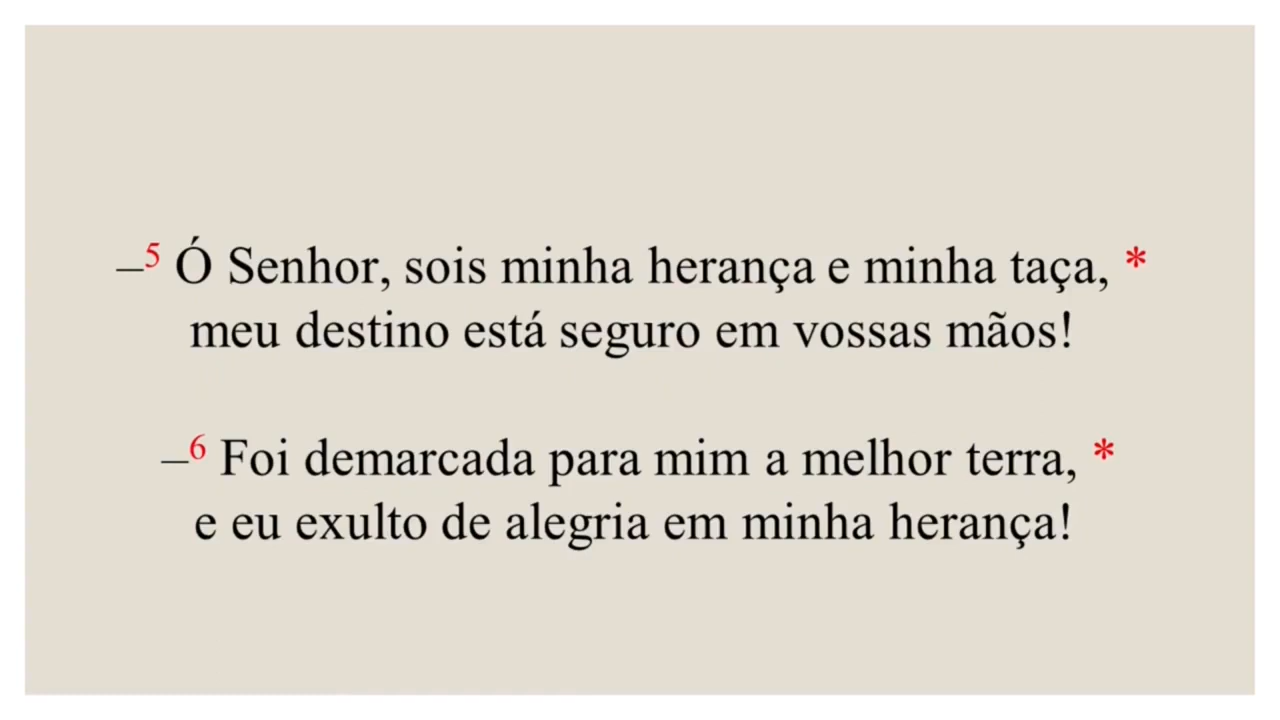 –5 Ó Senhor, sois minha herança e minha taça, *
meu destino está seguro em vossas mãos!
–6 Foi demarcada para mim a melhor terra, *
e eu exulto de alegria em minha herança!